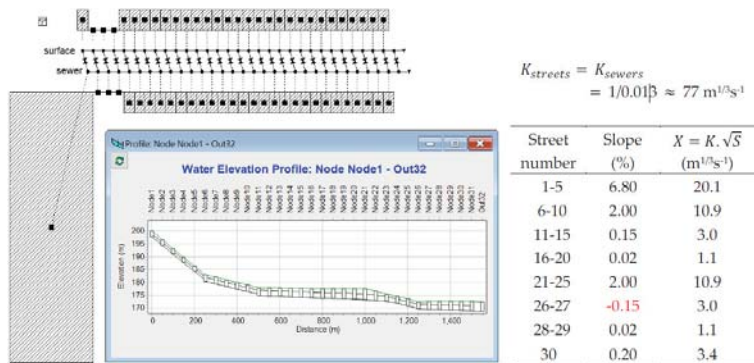 surface
sewer
Profile: Node Node1 - Out32
Water Elevation Profile: Node Node1 - Out32
Node1
Node2
Node3
Node4
Node5
Node6
Node7
Node8
Node9
Node10
Node11
Node12
Node13
Node14
Node15
Node16
Node17
Node18
Node19
Node20
Node21
Node22
Node23
Node24
Node25
Node26
Node27
Node28
Node29
Node30
Node31
Out32
Elevation (m)
200
195
190
185
180
175
170
0 200 400 600 800 1,000 1,200 1,400
Distance (m)
K streets = K sewers
= 1/0.013 ≈ 77 m^1/3 s^-1
Street number Slope (%) X = K.√S (m^1/3 s^-1)
1-5 6.80 20.1
6-10 2.00 10.9
11-15 0.15 3.0
16-20 0.02 1.1
21-25 2.00 10.9
26-27 -0.15 3.0
28-29 0.02 1.1
30 0.20 3.4